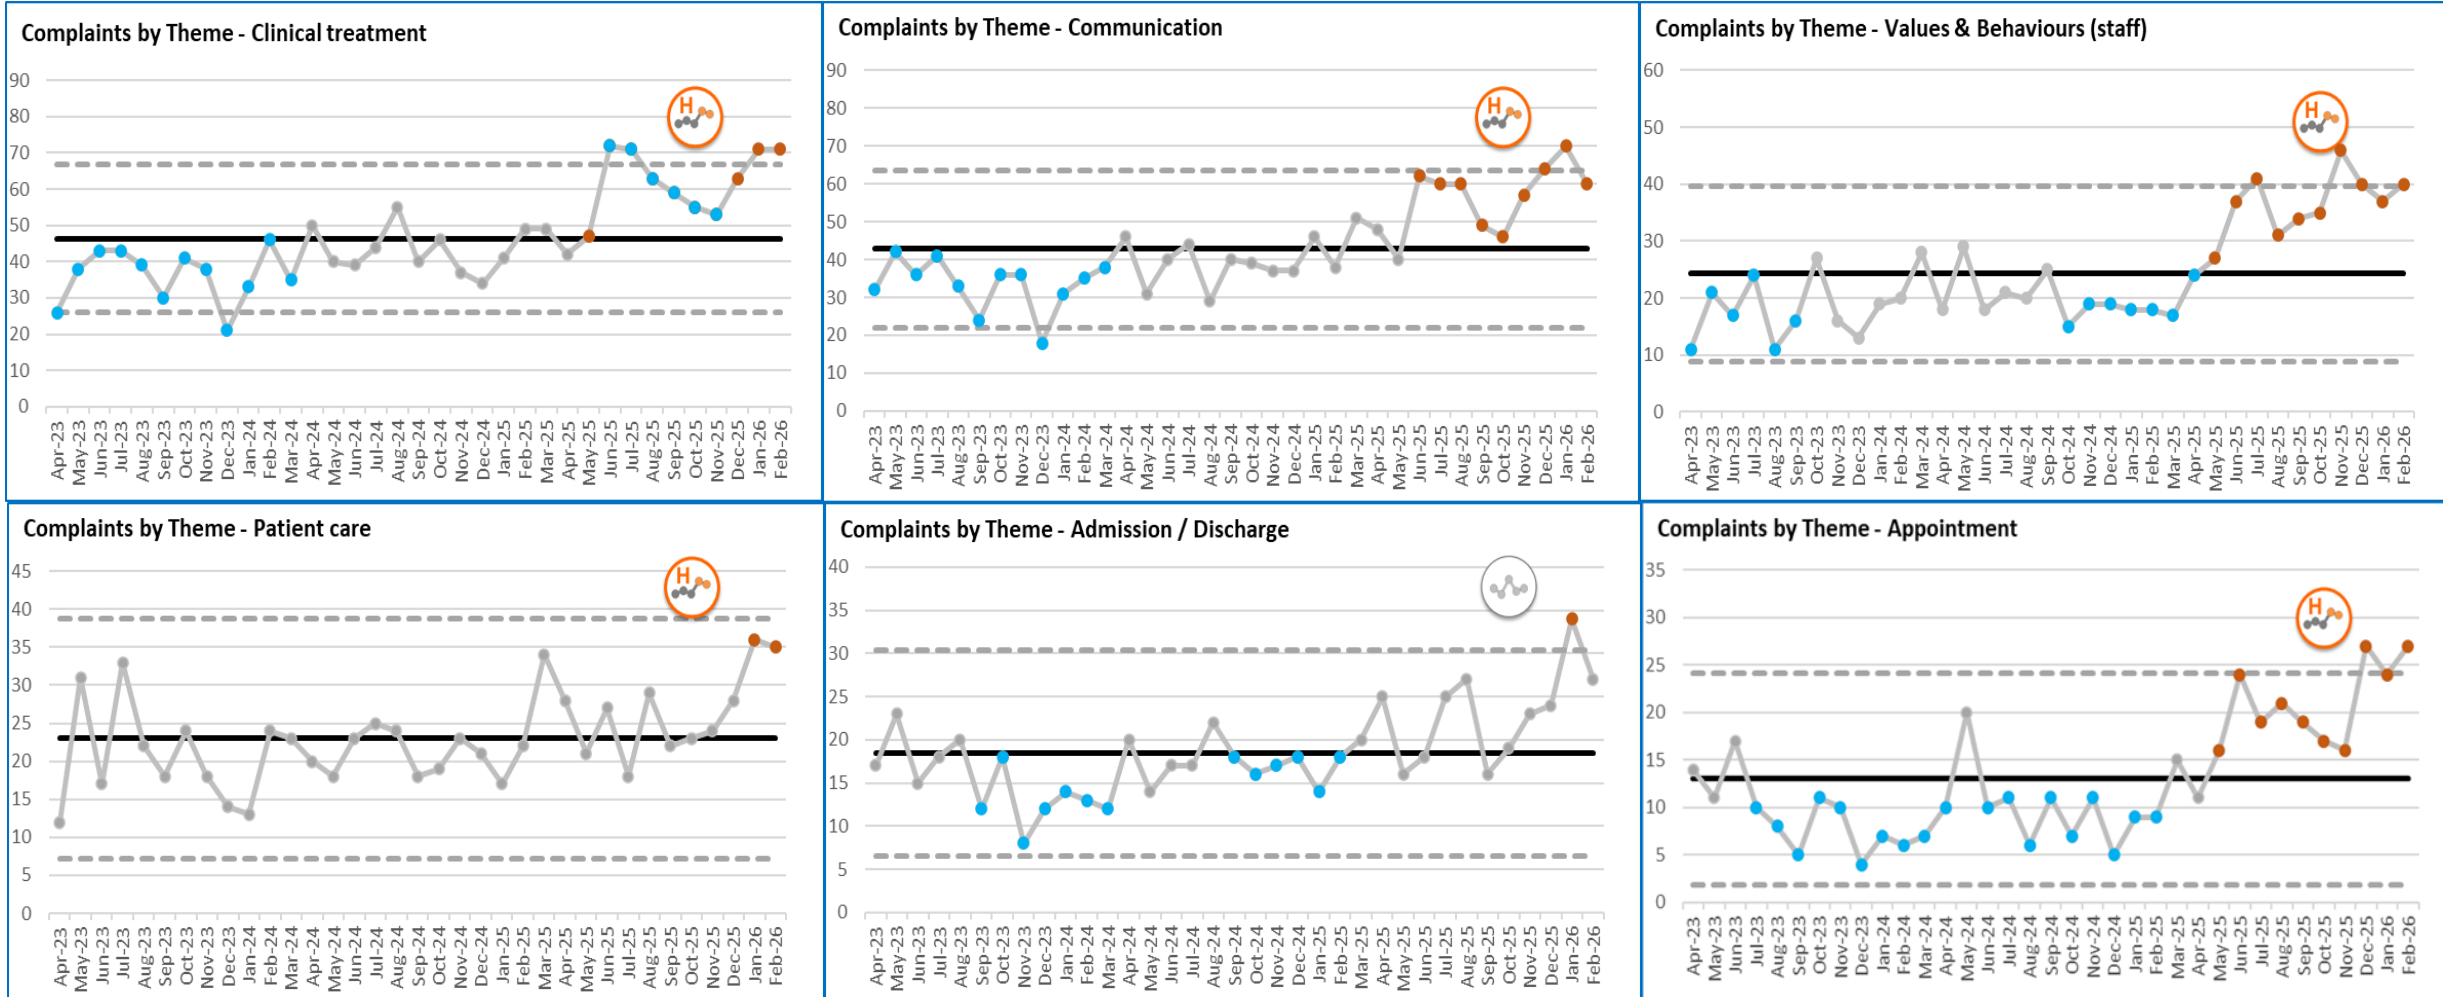 Complaints by Theme - Clinical treatment
90
80
70
60
50
40
30
20
10
0
H
Apr-23
May-23
Jun-23
Jul-23
Aug-23
Sep-23
Oct-23
Nov-23
Dec-23
Jan-24
Feb-24
Mar-24
Apr-24
May-24
Jun-24
Jul-24
Aug-24
Sep-24
Oct-24
Nov-24
Dec-24
Jan-25
Feb-25
Mar-25
Apr-25
May-25
Jun-25
Jul-25
Aug-25
Sep-25
Oct-25
Nov-25
Dec-25
Jan-26
Feb-26
Complaints by Theme - Communication
90
80
70
60
50
40
30
20
10
0
H
Apr-23
May-23
Jun-23
Jul-23
Aug-23
Sep-23
Oct-23
Nov-23
Dec-23
Jan-24
Feb-24
Mar-24
Apr-24
May-24
Jun-24
Jul-24
Aug-24
Sep-24
Oct-24
Nov-24
Dec-24
Jan-25
Feb-25
Mar-25
Apr-25
May-25
Jun-25
Jul-25
Aug-25
Sep-25
Oct-25
Nov-25
Dec-25
Jan-26
Feb-26
Complaints by Theme - Values & Behaviours (staff)
60
50
40
30
20
10
0
H
Apr-23
May-23
Jun-23
Jul-23
Aug-23
Sep-23
Oct-23
Nov-23
Dec-23
Jan-24
Feb-24
Mar-24
Apr-24
May-24
Jun-24
Jul-24
Aug-24
Sep-24
Oct-24
Nov-24
Dec-24
Jan-25
Feb-25
Mar-25
Apr-25
May-25
Jun-25
Jul-25
Aug-25
Sep-25
Oct-25
Nov-25
Dec-25
Jan-26
Feb-26
Complaints by Theme - Patient care
45
40
35
30
25
20
15
10
5
0
H
Apr-23
May-23
Jun-23
Jul-23
Aug-23
Sep-23
Oct-23
Nov-23
Dec-23
Jan-24
Feb-24
Mar-24
Apr-24
May-24
Jun-24
Jul-24
Aug-24
Sep-24
Oct-24
Nov-24
Dec-24
Jan-25
Feb-25
Mar-25
Apr-25
May-25
Jun-25
Jul-25
Aug-25
Sep-25
Oct-25
Nov-25
Dec-25
Jan-26
Feb-26
Complaints by Theme - Admission / Discharge
40
35
30
25
20
15
10
5
0
Apr-23
May-23
Jun-23
Jul-23
Aug-23
Sep-23
Oct-23
Nov-23
Dec-23
Jan-24
Feb-24
Mar-24
Apr-24
May-24
Jun-24
Jul-24
Aug-24
Sep-24
Oct-24
Nov-24
Dec-24
Jan-25
Feb-25
Mar-25
Apr-25
May-25
Jun-25
Jul-25
Aug-25
Sep-25
Oct-25
Nov-25
Dec-25
Jan-26
Feb-26
Complaints by Theme - Appointment
35
30
25
20
15
10
5
0
H
Apr-23
May-23
Jun-23
Jul-23
Aug-23
Sep-23
Oct-23
Nov-23
Dec-23
Jan-24
Feb-24
Mar-24
Apr-24
May-24
Jun-24
Jul-24
Aug-24
Sep-24
Oct-24
Nov-24
Dec-24
Jan-25
Feb-25
Mar-25
Apr-25
May-25
Jun-25
Jul-25
Aug-25
Sep-25
Oct-25
Nov-25
Dec-25
Jan-26
Feb-26